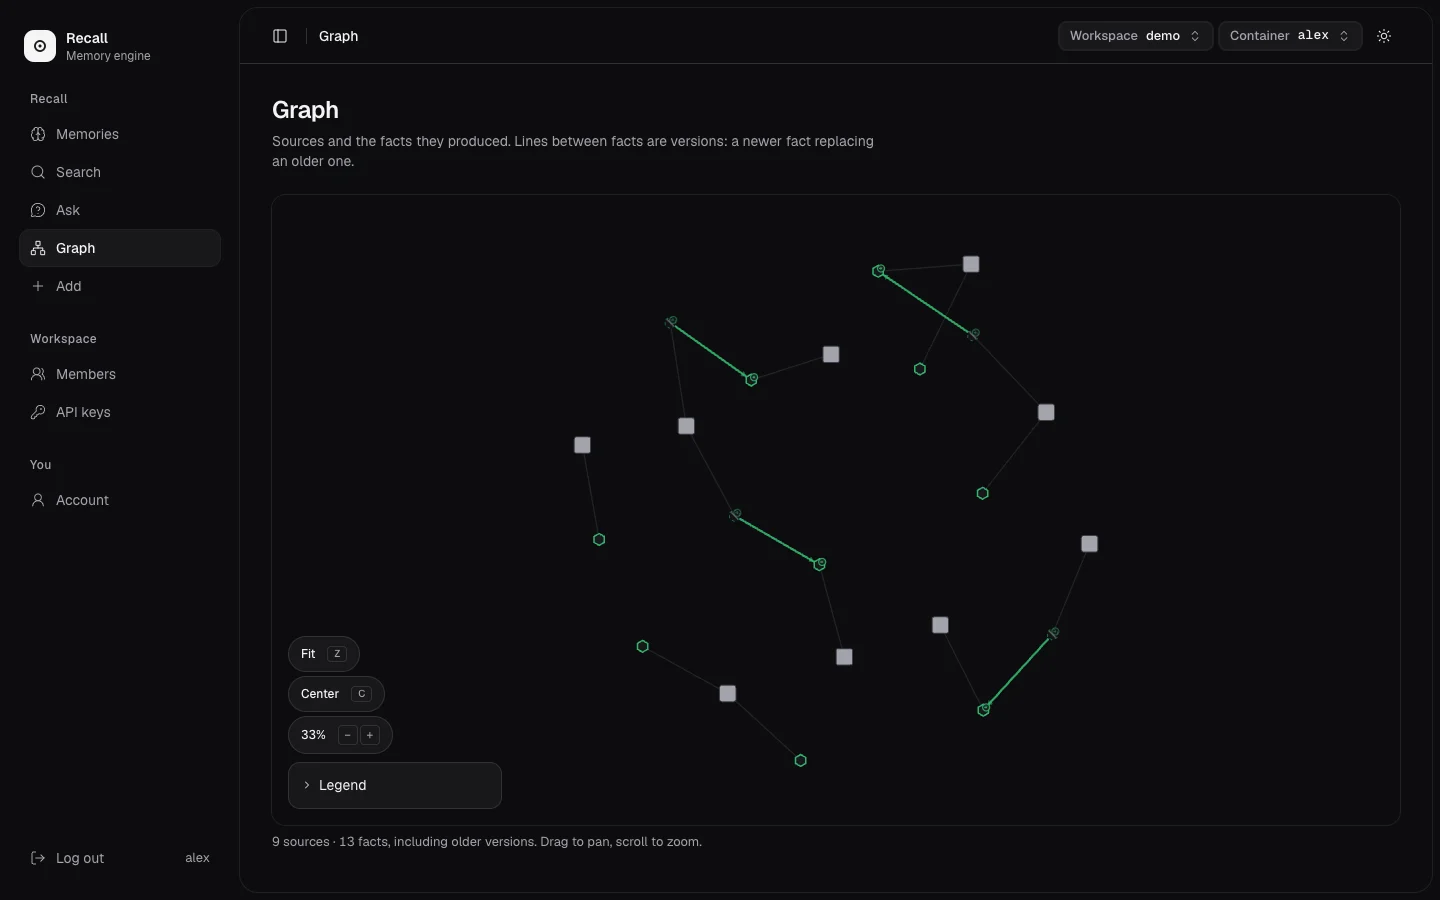 Recall
Memory engine
Recall
Memories
Search
Ask
Graph
Add
Workspace
Members
API keys
You
Account
Log out alex
Graph
Workspace demo
Container alex
Graph
Sources and the facts they produced. Lines between facts are versions: a newer fact replacing
an older one.
Fit Z
Center C
33% − +
Legend
9 sources · 13 facts, including older versions. Drag to pan, scroll to zoom.